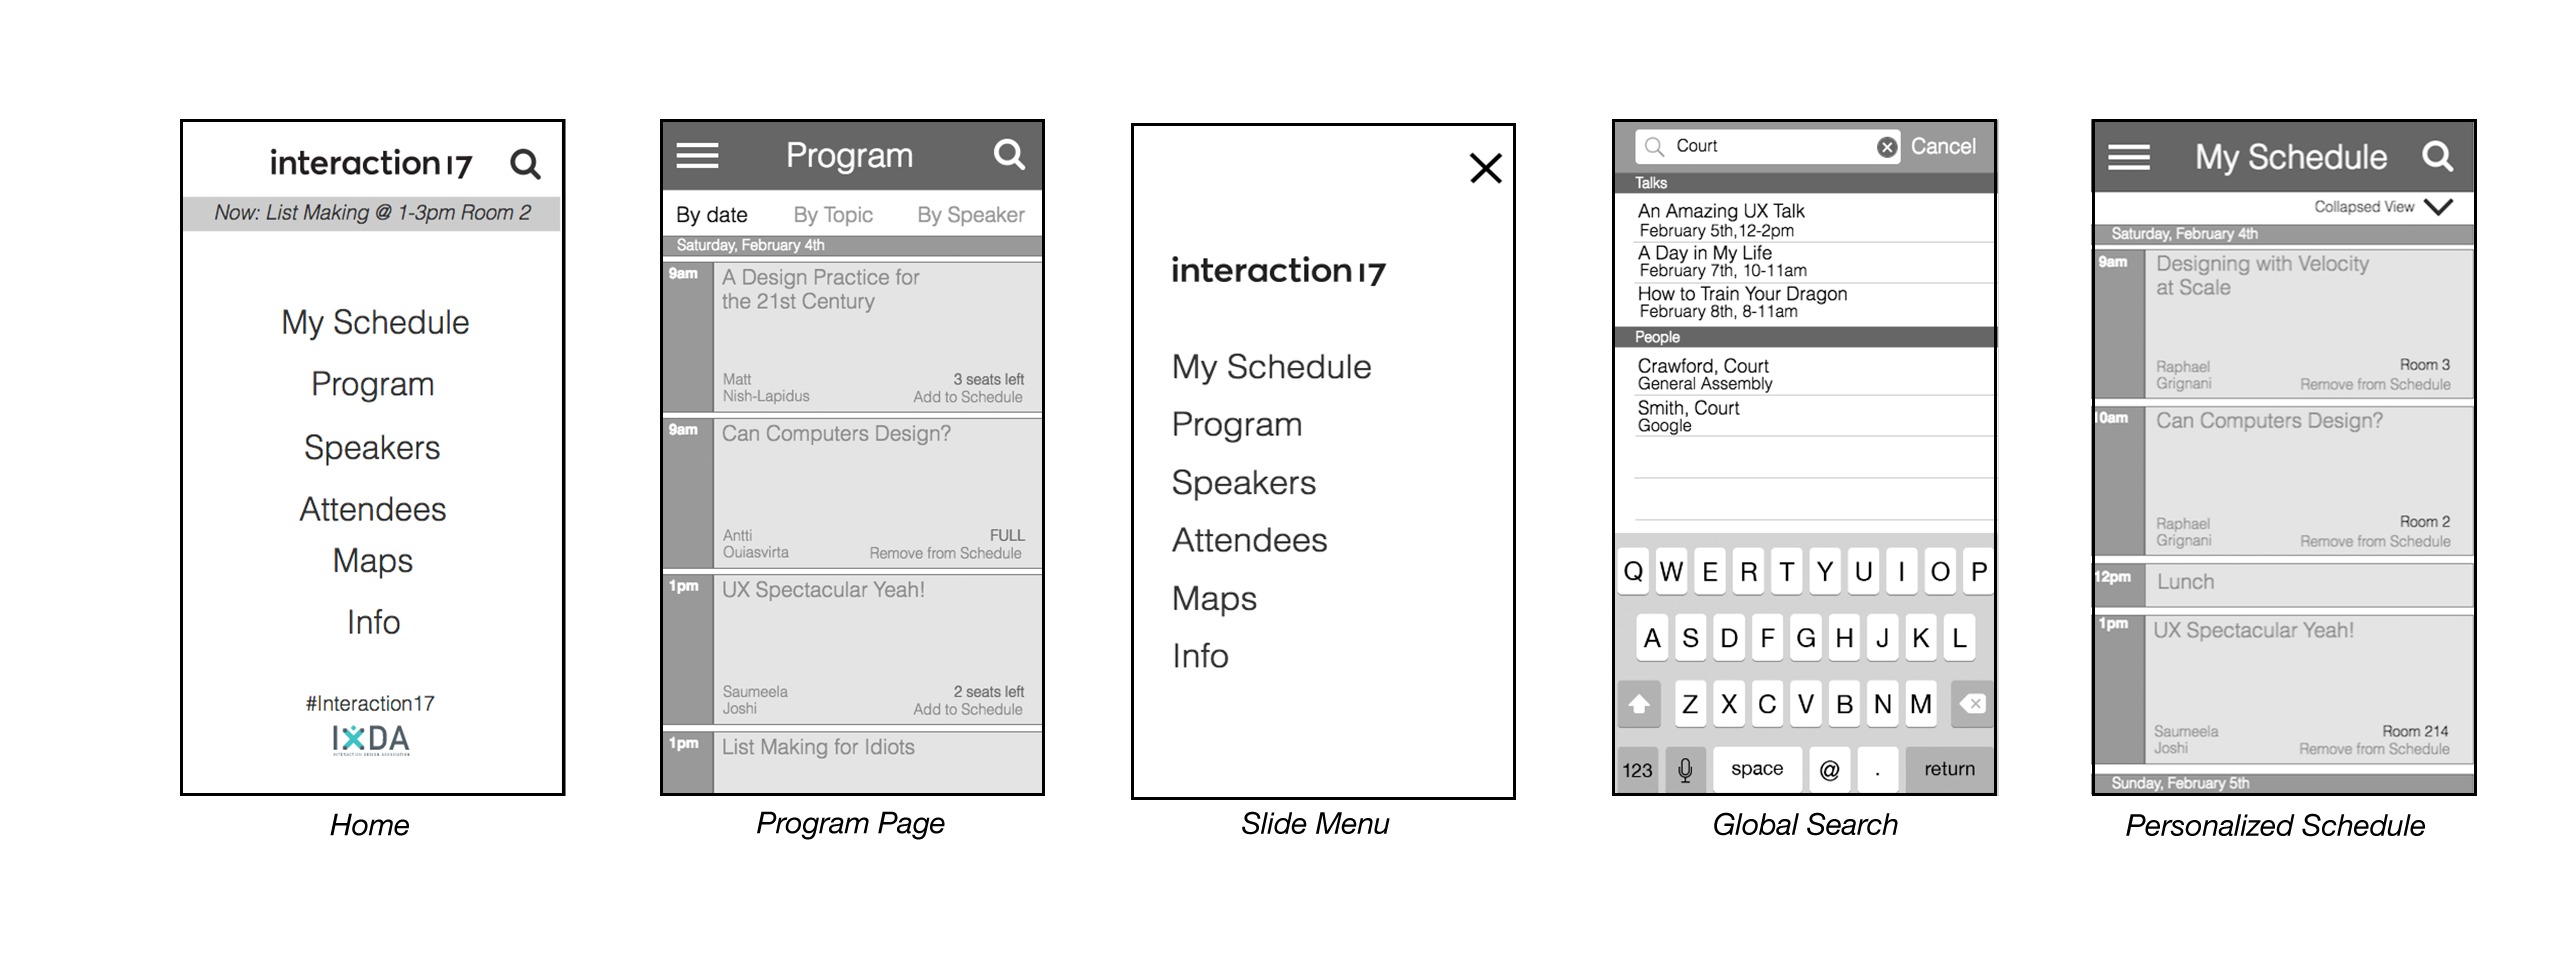 interaction17
Now: List Making @ 1-3pm Room 2
My Schedule
Program
Speakers
Attendees
Maps
Info
#Interaction17
IXDA
Home
Program
By date By Topic By Speaker
Saturday, February 4th
9am
A Design Practice for
the 21st Century
Matt
Nish-Lapidus
3 seats left
Add to Schedule
9am
Can Computers Design?
Antti
Ouiasvirta
FULL
Remove from Schedule
1pm
UX Spectacular Yeah!
Saumeela
Joshi
2 seats left
Add to Schedule
1pm
List Making for Idiots
Program Page
interaction17
My Schedule
Program
Speakers
Attendees
Maps
Info
Slide Menu
Court
Cancel
Talks
An Amazing UX Talk
February 5th,12-2pm
A Day in My Life
February 7th, 10-11am
How to Train Your Dragon
February 8th, 8-11am
People
Crawford, Court
General Assembly
Smith, Court
Google
Q W E R T Y U I O P
A S D F G H J K L
Z X C V B N M
123 space @ . return
Global Search
My Schedule
Collapsed View
Saturday, February 4th
9am
Designing with Velocity
at Scale
Raphael
Grignani
Room 3
Remove from Schedule
10am
Can Computers Design?
Raphael
Grignani
Room 2
Remove from Schedule
12pm
Lunch
1pm
UX Spectacular Yeah!
Saumeela
Joshi
Room 214
Remove from Schedule
Sunday, February 5th
Personalized Schedule